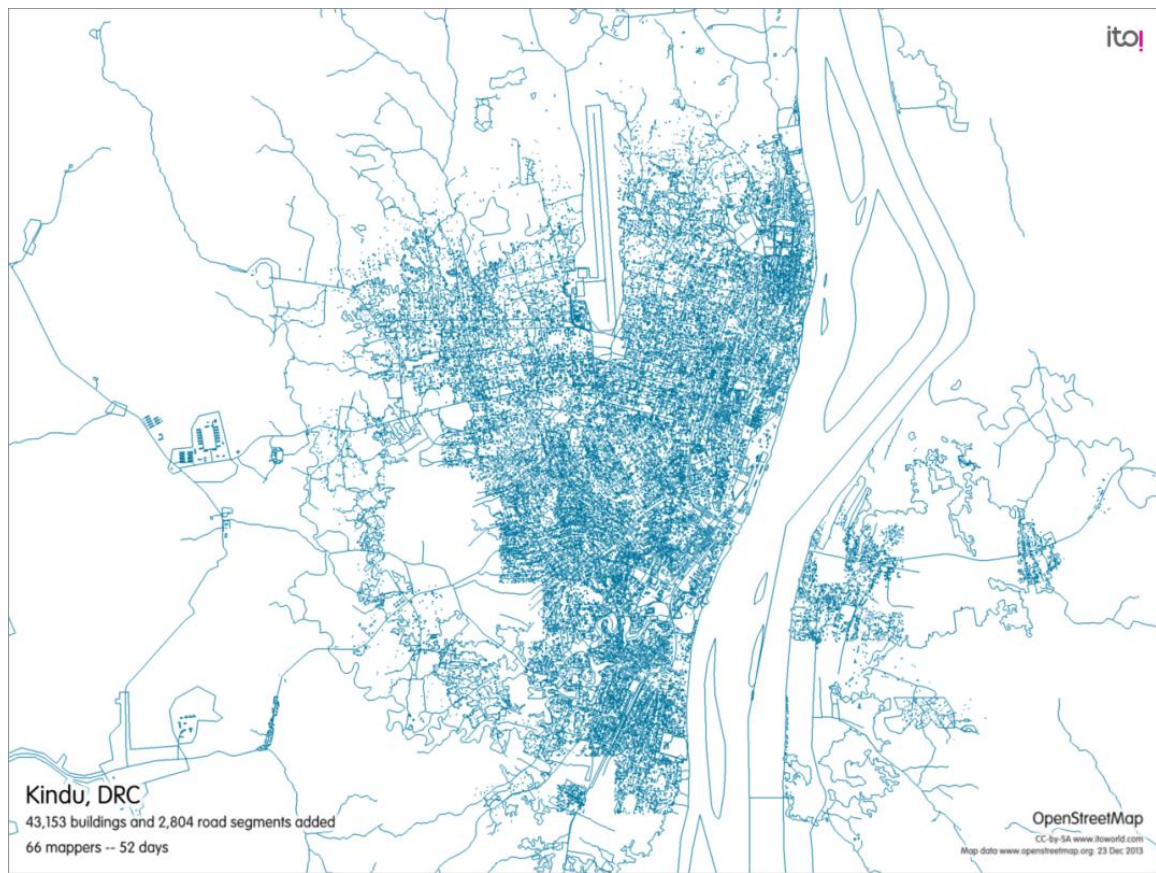 ito!
Kindu, DRC
43,153 buildings and 2,804 road segments added
66 mappers -- 52 days
OpenStreetMap
CC-by-SA www.itoworld.com
Map data www.openstreetmap.org 23 Dec 2013